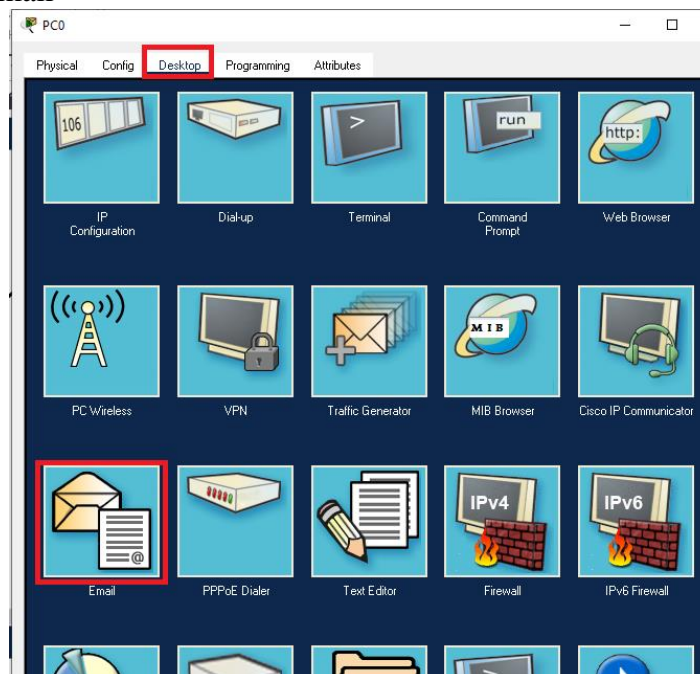 PC0
Physical Config Desktop Programming Attributes
106
>
run
http:
IP
Configuration
Dial-up
Terminal
Command
Prompt
Web Browser
MIB
PC Wireless
VPN
Traffic Generator
MIB Browser
Cisco IP Communicator
@
IPv4
IPv6
Email
PPPoE Dialer
Text Editor
Firewall
IPv6 Firewall
>